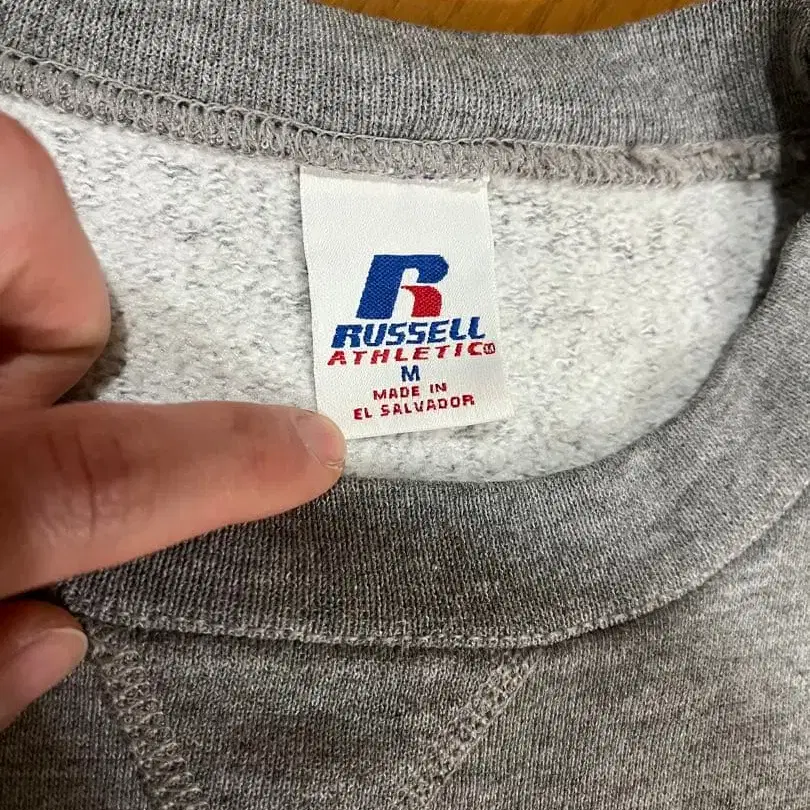 R
RUSSELL
ATHLETIC
M
MADE IN
EL SALVADOR